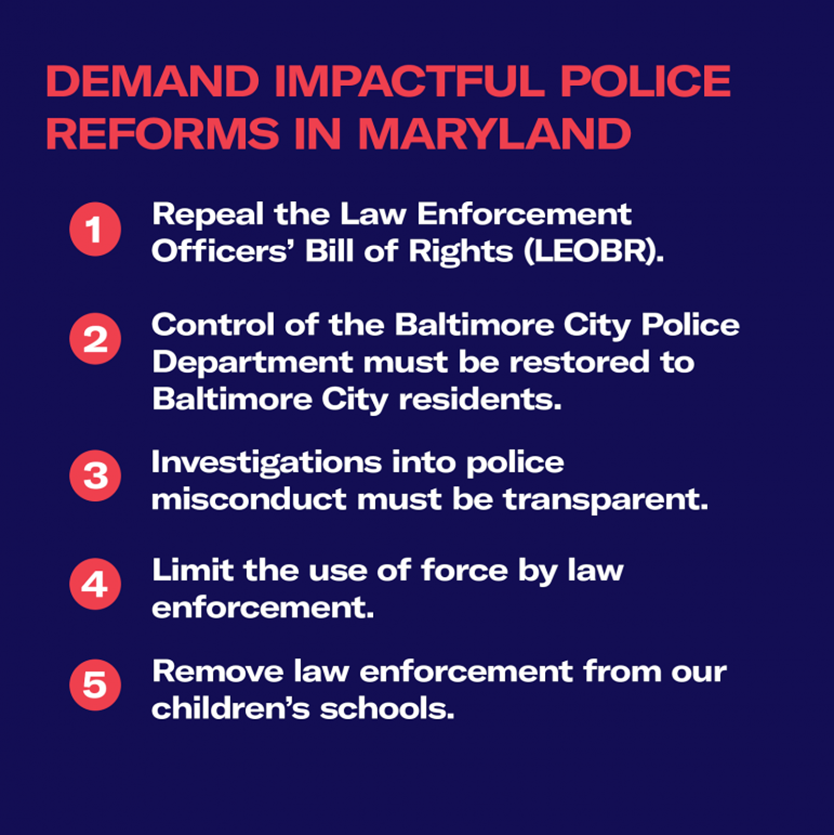 DEMAND IMPACTFUL POLICE
REFORMS IN MARYLAND
1
Repeal the Law Enforcement
Officers’ Bill of Rights (LEOBR).
2
Control of the Baltimore City Police
Department must be restored to
Baltimore City residents.
3
Investigations into police
misconduct must be transparent.
4
Limit the use of force by law
enforcement.
5
Remove law enforcement from our
children’s schools.